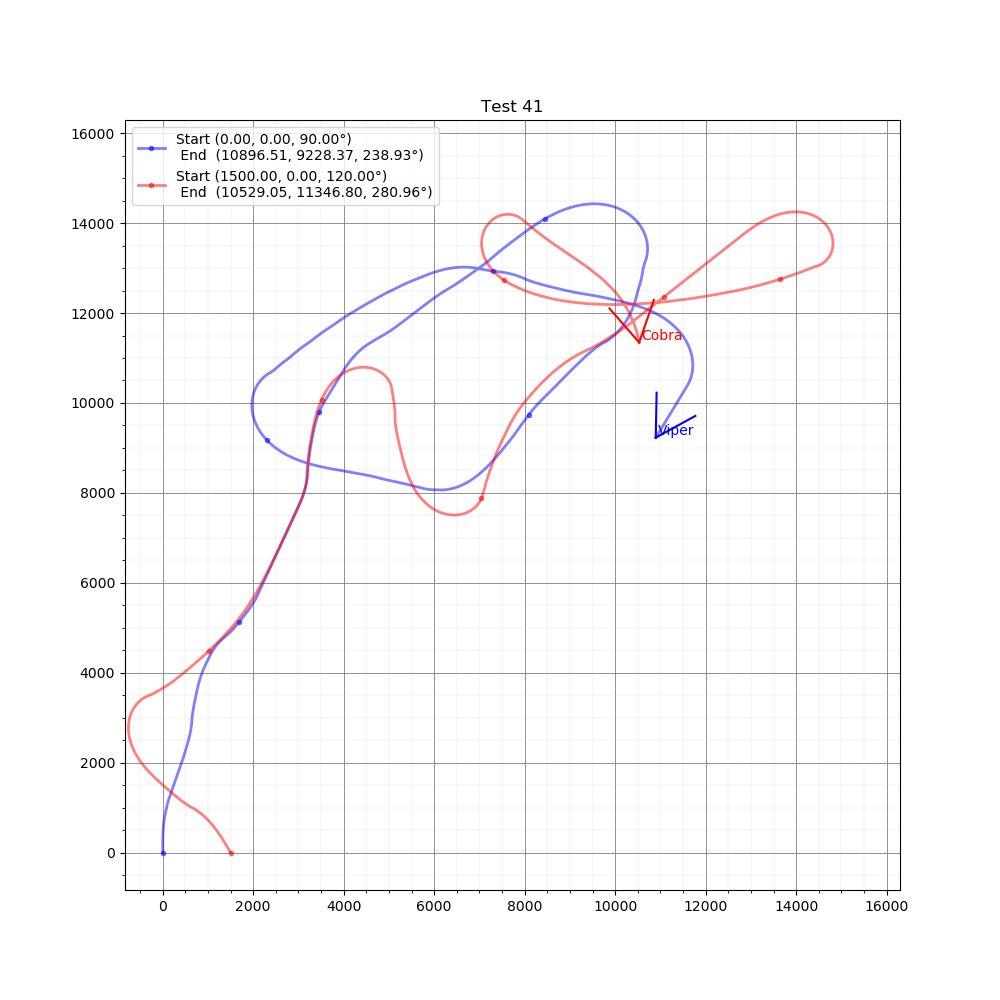 Test 41
Start (0.00, 0.00, 90.00°)
End  (10896.51, 9228.37, 238.93°)
Start (1500.00, 0.00, 120.00°)
End  (10529.05, 11346.80, 280.96°)
16000
14000
12000
10000
8000
6000
4000
2000
0
Cobra
Viper
0 2000 4000 6000 8000 10000 12000 14000 16000